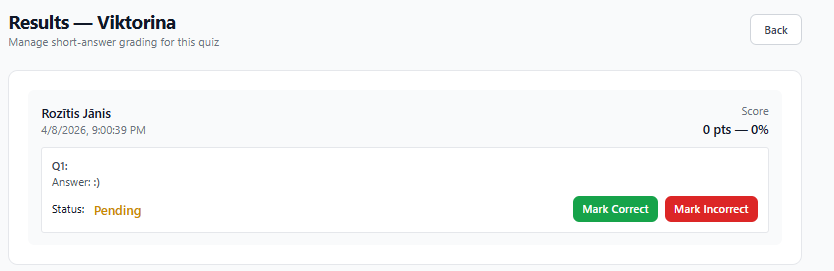 Results — Viktorina
Manage short-answer grading for this quiz
Back
Rozītis Jānis
4/8/2026, 9:00:39 PM
Score
0 pts — 0%
Q1:
Answer: :)
Status: Pending
Mark Correct
Mark Incorrect